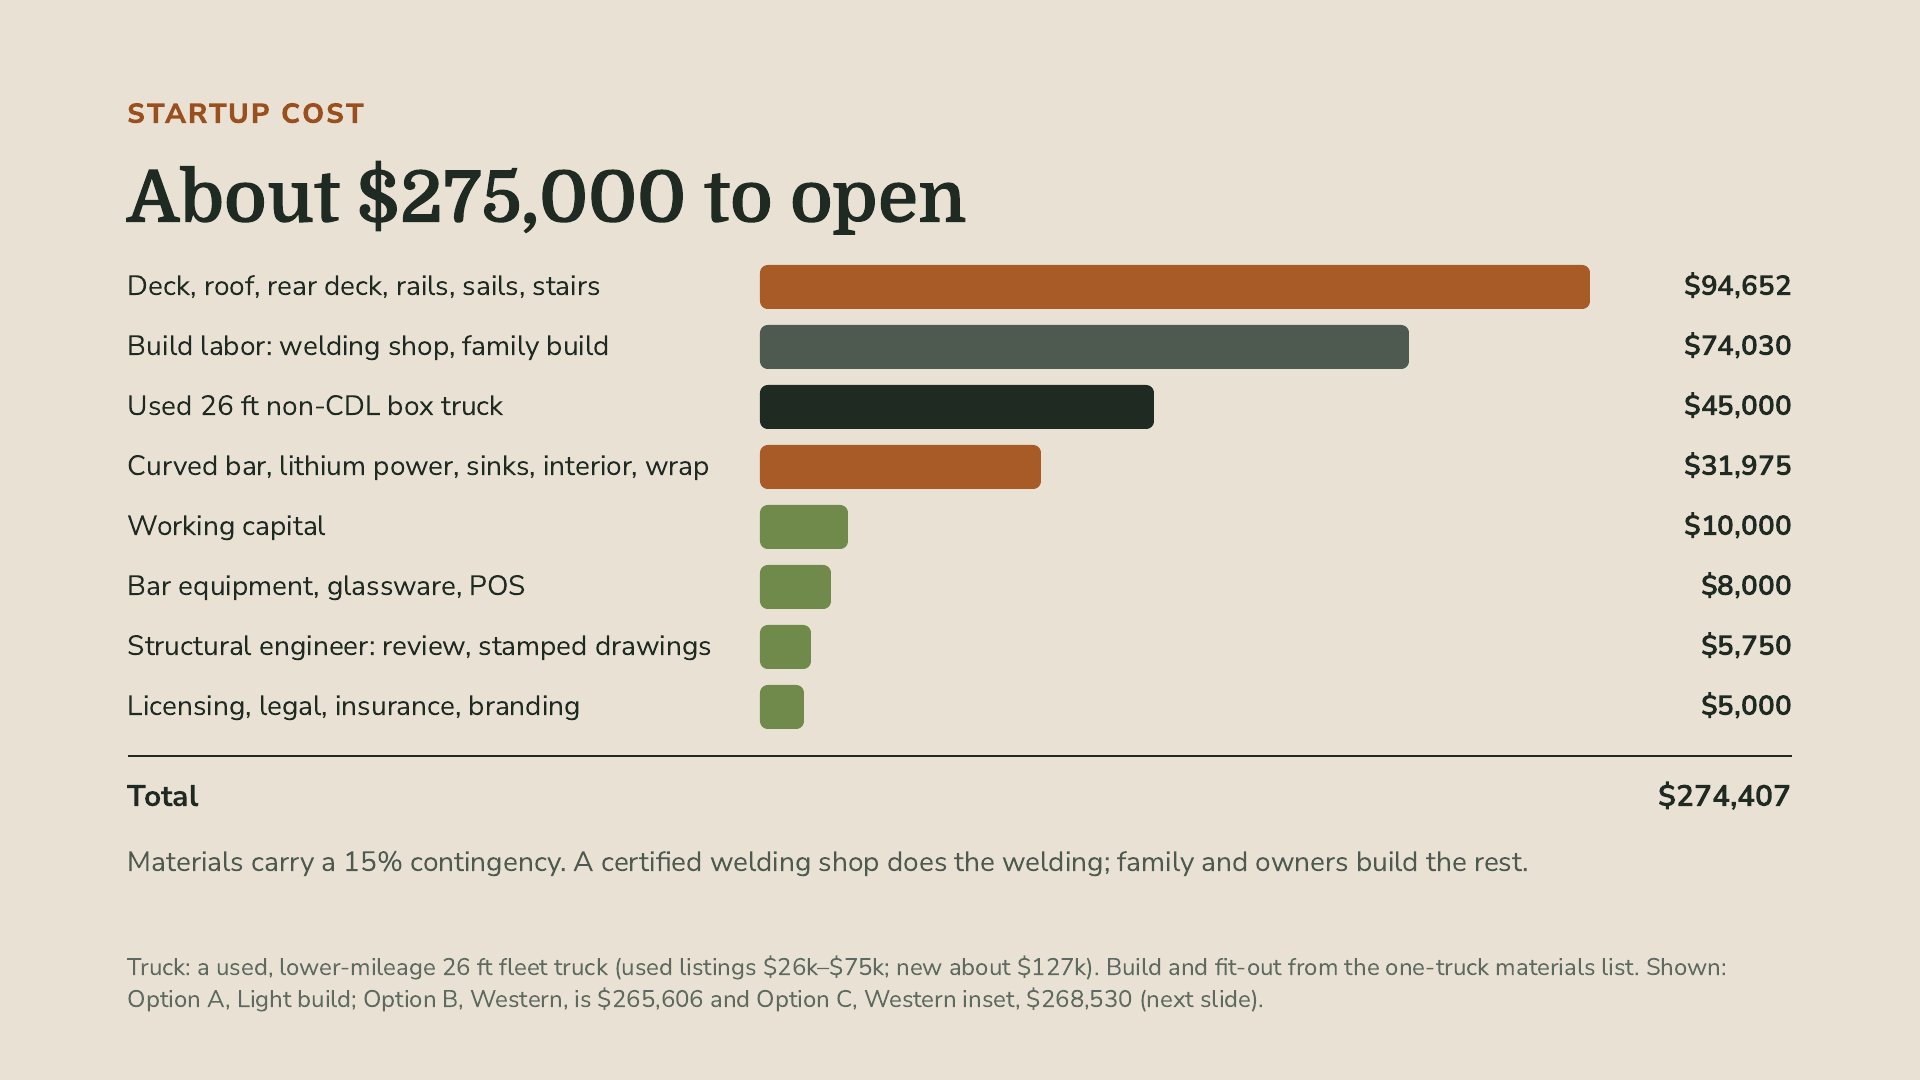 STARTUP COST
About $275,000 to open
Deck, roof, rear deck, rails, sails, stairs $94,652
Build labor: welding shop, family build $74,030
Used 26 ft non-CDL box truck $45,000
Curved bar, lithium power, sinks, interior, wrap $31,975
Working capital $10,000
Bar equipment, glassware, POS $8,000
Structural engineer: review, stamped drawings $5,750
Licensing, legal, insurance, branding $5,000
Total $274,407
Materials carry a 15% contingency. A certified welding shop does the welding; family and owners build the rest.
Truck: a used, lower-mileage 26 ft fleet truck (used listings $26k–$75k; new about $127k). Build and fit-out from the one-truck materials list. Shown:
Option A, Light build; Option B, Western, is $265,606 and Option C, Western inset, $268,530 (next slide).